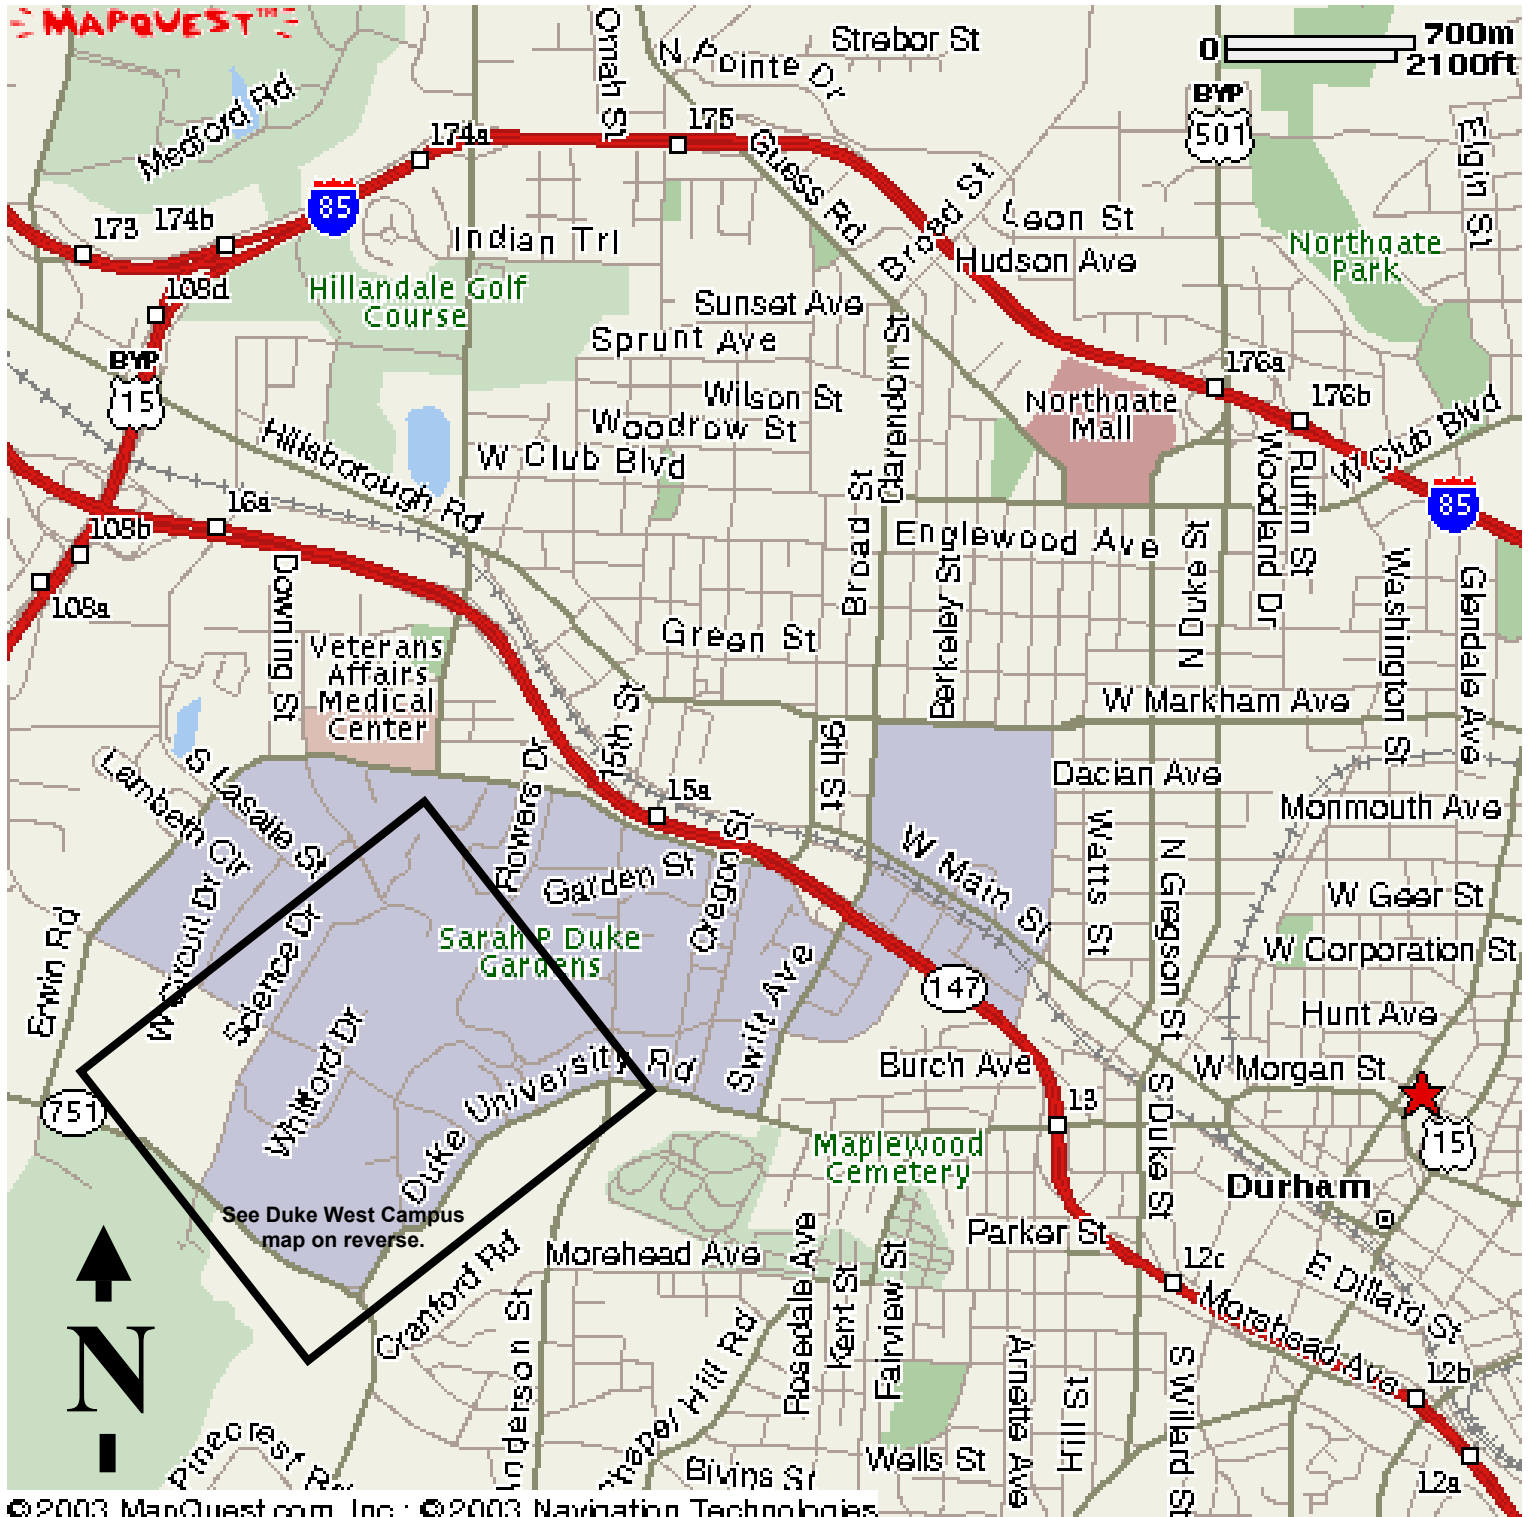 MAPQUEST™
Omah St
N Pointe Dr
Strebor St
0
700m
2100ft
BYP
501
Medford Rd
174a
175
Guess Rd
Elgin St
85
173
174b
Indian Trl
Broad St
Leon St
Hudson Ave
Northgate
Park
108d
Hillandale Golf
Course
Sunset Ave
Sprunt Ave
Clarendon St
BYP
15
Wilson St
Woodrow St
Northgate
Mall
176a
176b
W Club Blvd
Hillsborough Rd
W Club Blvd
Broad St
Woodland Dr
Ruffin St
85
16a
108b
108a
Englewood Ave
N Duke St
Downing St
Berkeley St
Washington St
Glendale Ave
Green St
Veterans
Affairs
Medical
Center
15th St
W Markham Ave
9th St
Lambeth Cir
S Lasalle St
Flowers Dr
15a
Dacian Ave
Monmouth Ave
W Main St
Watts St
N Gregson St
Garden St
Oregon St
W Geer St
Erwin Rd
W Circuit Dr
Science Dr
Sarah P Duke
Gardens
W Corporation St
Swift Ave
147
Hunt Ave
Whitford Dr
Burch Ave
W Morgan St
751
Duke University Rd
13
S Duke St
15
Maplewood
Cemetery
Durham
See Duke West Campus
map on reverse.
Cranford Rd
Morehead Ave
Rosedale Ave
Parker St
12c
E Dillard St
N
Anderson St
Chapel Hill Rd
Kent St
Fairview St
Arnette Ave
Hill St
S Willard St
Morehead Ave
12b
Pinecrest Rd
Bivins St
Wells St
12a
©2003 MapQuest.com, Inc.; ©2003 Navigation Technologies